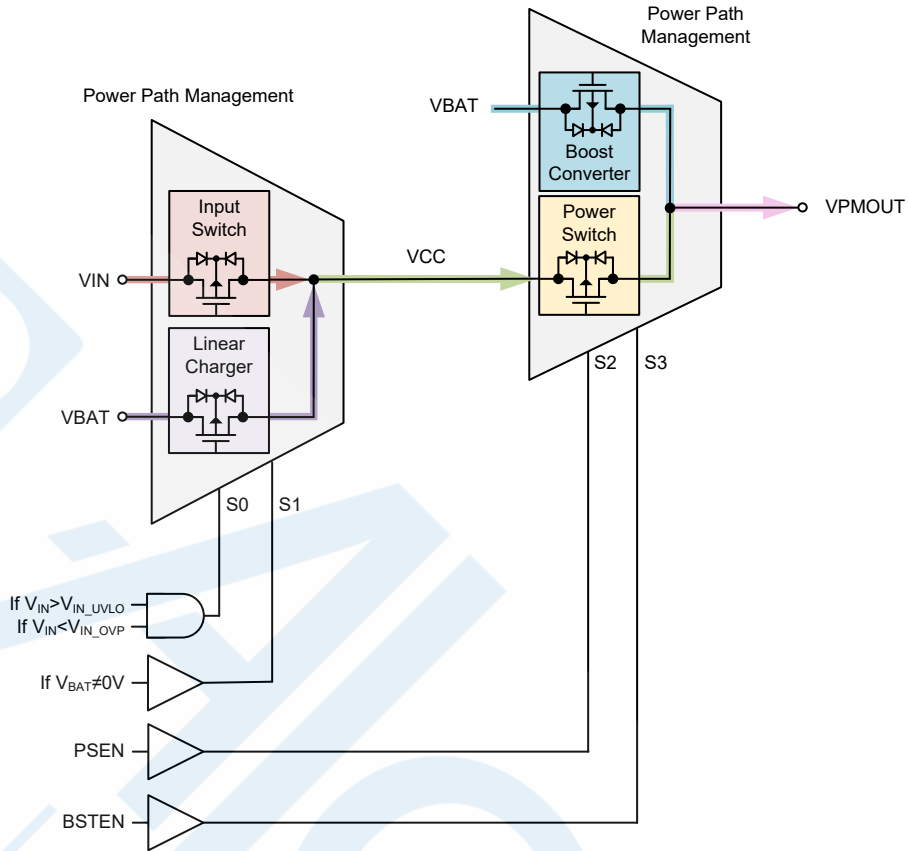 Power Path
Management
Power Path Management
VBAT
Boost
Converter
Input
Switch
Power
Switch
VPMOUT
VCC
VIN
Linear
Charger
VBAT
S2
S3
S0
S1
If VIN>VIN_UVLO
If VIN<VIN_OVP
If VBAT≠0V
PSEN
BSTEN